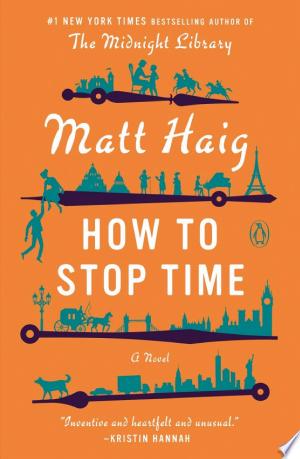 #1 NEW YORK TIMES BESTSELLING AUTHOR OF
The Midnight Library
Matt Haig
HOW TO
STOP TIME
A Novel
"Inventive and heartfelt and unusual."
–KRISTIN HANNAH